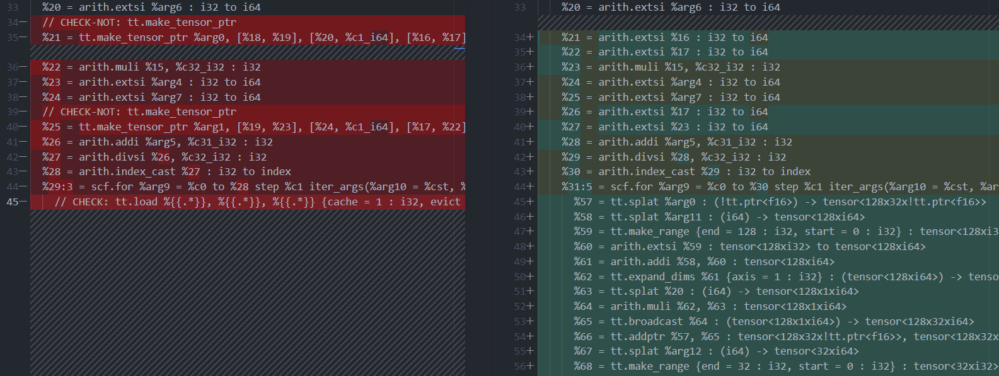 33 %20 = arith.extsi %arg6 : i32 to i64
34— // CHECK-NOT: tt.make_tensor_ptr
35— %21 = tt.make_tensor_ptr %arg0, [%18, %19], [%20, %c1_i64], [%16, %17]
36— %22 = arith.muli %15, %c32_i32 : i32
37— %23 = arith.extsi %arg4 : i32 to i64
38— %24 = arith.extsi %arg7 : i32 to i64
39— // CHECK-NOT: tt.make_tensor_ptr
40— %25 = tt.make_tensor_ptr %arg1, [%19, %23], [%24, %c1_i64], [%17, %22]
41— %26 = arith.addi %arg5, %c31_i32 : i32
42— %27 = arith.divsi %26, %c32_i32 : i32
43— %28 = arith.index_cast %27 : i32 to index
44— %29:3 = scf.for %arg9 = %c0 to %28 step %c1 iter_args(%arg10 = %cst, %
45— // CHECK: tt.load %{{.*}}, %{{.*}}, %{{.*}} {cache = 1 : i32, evict
33 %20 = arith.extsi %arg6 : i32 to i64
34+ %21 = arith.extsi %16 : i32 to i64
35+ %22 = arith.extsi %17 : i32 to i64
36+ %23 = arith.muli %15, %c32_i32 : i32
37+ %24 = arith.extsi %arg4 : i32 to i64
38+ %25 = arith.extsi %arg7 : i32 to i64
39+ %26 = arith.extsi %17 : i32 to i64
40+ %27 = arith.extsi %23 : i32 to i64
41+ %28 = arith.addi %arg5, %c31_i32 : i32
42+ %29 = arith.divsi %28, %c32_i32 : i32
43+ %30 = arith.index_cast %29 : i32 to index
44+ %31:5 = scf.for %arg9 = %c0 to %30 step %c1 iter_args(%arg10 = %cst, %ar
45+ %57 = tt.splat %arg0 : (!tt.ptr<f16>) -> tensor<128x32x!tt.ptr<f16>>
46+ %58 = tt.splat %arg11 : (i64) -> tensor<128xi64>
47+ %59 = tt.make_range {end = 128 : i32, start = 0 : i32} : tensor<128xi3
48+ %60 = arith.extsi %59 : tensor<128xi32> to tensor<128xi64>
49+ %61 = arith.addi %58, %60 : tensor<128xi64>
50+ %62 = tt.expand_dims %61 {axis = 1 : i32} : (tensor<128xi64>) -> tenso
51+ %63 = tt.splat %20 : (i64) -> tensor<128x1xi64>
52+ %64 = arith.muli %62, %63 : tensor<128x1xi64>
53+ %65 = tt.broadcast %64 : (tensor<128x1xi64>) -> tensor<128x32xi64>
54+ %66 = tt.addptr %57, %65 : tensor<128x32x!tt.ptr<f16>>, tensor<128x32x
55+ %67 = tt.splat %arg12 : (i64) -> tensor<32xi64>
56+ %68 = tt.make_range {end = 32 : i32, start = 0 : i32} : tensor<32xi32>